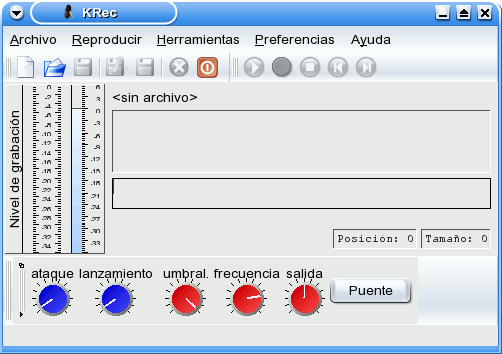 KRec
Archivo Reproducir Herramientas Preferencias Ayuda
<sin archivo>
Nivel de grabación
Posición: 0 Tamaño: 0
ataque lanzamiento umbral. frecuencia salida
Puente